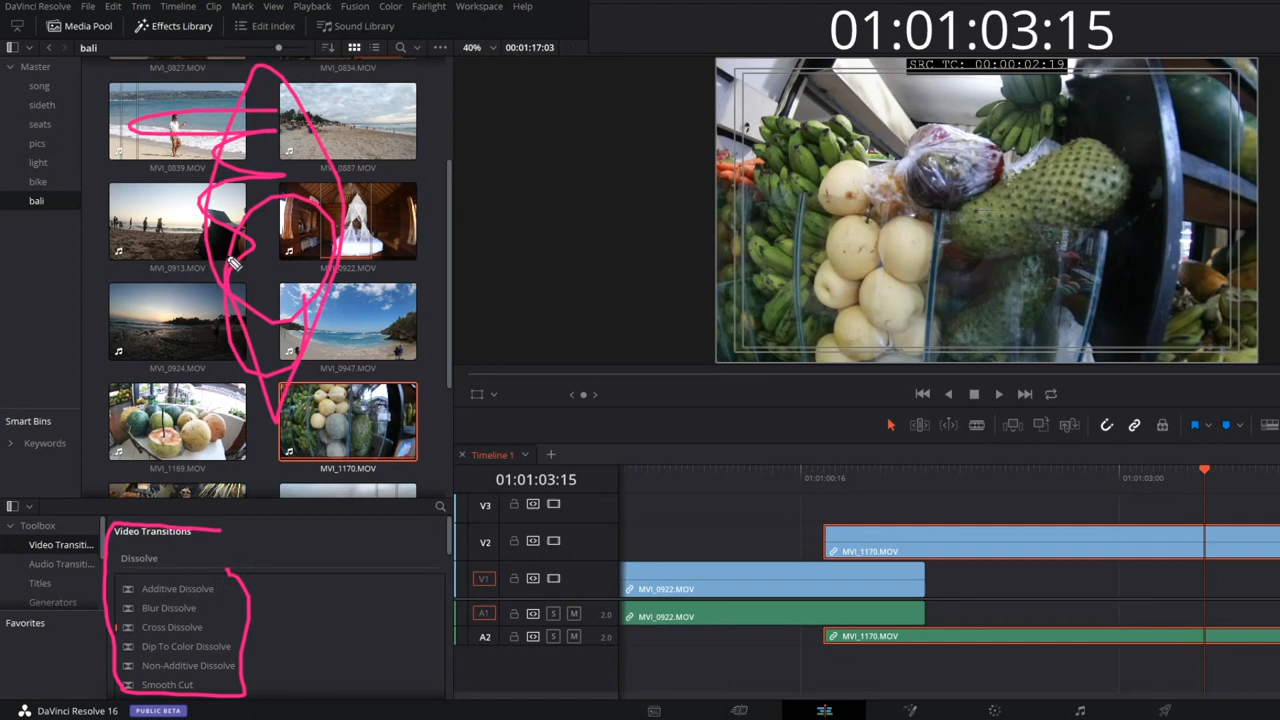 DaVinci Resolve File Edit Trim Timeline Clip Mark View Playback Fusion Color Fairlight Workspace Help
Media Pool Effects Library Edit Index Sound Library
01:01:03:15
bali 40% 00:01:17:03
SRC TC: 00:00:02:19
Master
song
sideth
seats
pics
light
bike
bali
MVI_0827.MOV MVI_0834.MOV
MVI_0839.MOV MVI_0887.MOV
MVI_0913.MOV MVI_0922.MOV
MVI_0924.MOV MVI_0947.MOV
MVI_1169.MOV MVI_1170.MOV
Smart Bins
Keywords
Timeline 1
01:01:03:15 01:01:00:16 01:01:03:00
V3
V2 MVI_1170.MOV
V1 MVI_0922.MOV
A1 S M 2.0 MVI_0922.MOV
A2 S M 2.0 MVI_1170.MOV
Toolbox
Video Transiti...
Audio Transiti...
Titles
Generators
Favorites
Video Transitions
Dissolve
Additive Dissolve
Blur Dissolve
Cross Dissolve
Dip To Color Dissolve
Non-Additive Dissolve
Smooth Cut
DaVinci Resolve 16 PUBLIC BETA